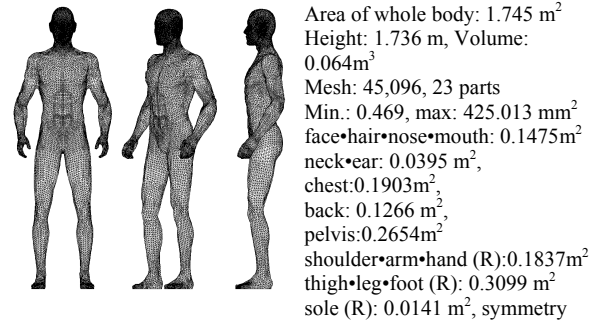 Area of whole body: 1.745 m²
Height: 1.736 m, Volume:
0.064m³
Mesh: 45,096, 23 parts
Min.: 0.469, max: 425.013 mm²
face•hair•nose•mouth: 0.1475m²
neck•ear: 0.0395 m²,
chest:0.1903m²,
back: 0.1266 m²,
pelvis:0.2654m²
shoulder•arm•hand (R):0.1837m²
thigh•leg•foot (R): 0.3099 m²
sole (R): 0.0141 m², symmetry